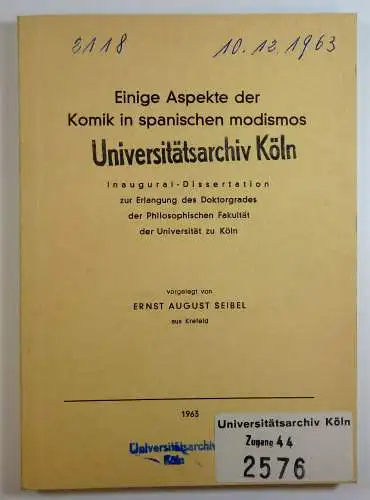 2118 10.12.1963
Einige Aspekte der
Komik in spanischen modismos
Universitätsarchiv Köln
Inaugural-Dissertation
zur Erlangung des Doktorgrades
der Philosophischen Fakultät
der Universität zu Köln
vorgelegt von
ERNST AUGUST SEIBEL
aus Krefeld
1963
Universitätsarchiv
Köln
Universitätsarchiv Köln
Zugang 44
2576